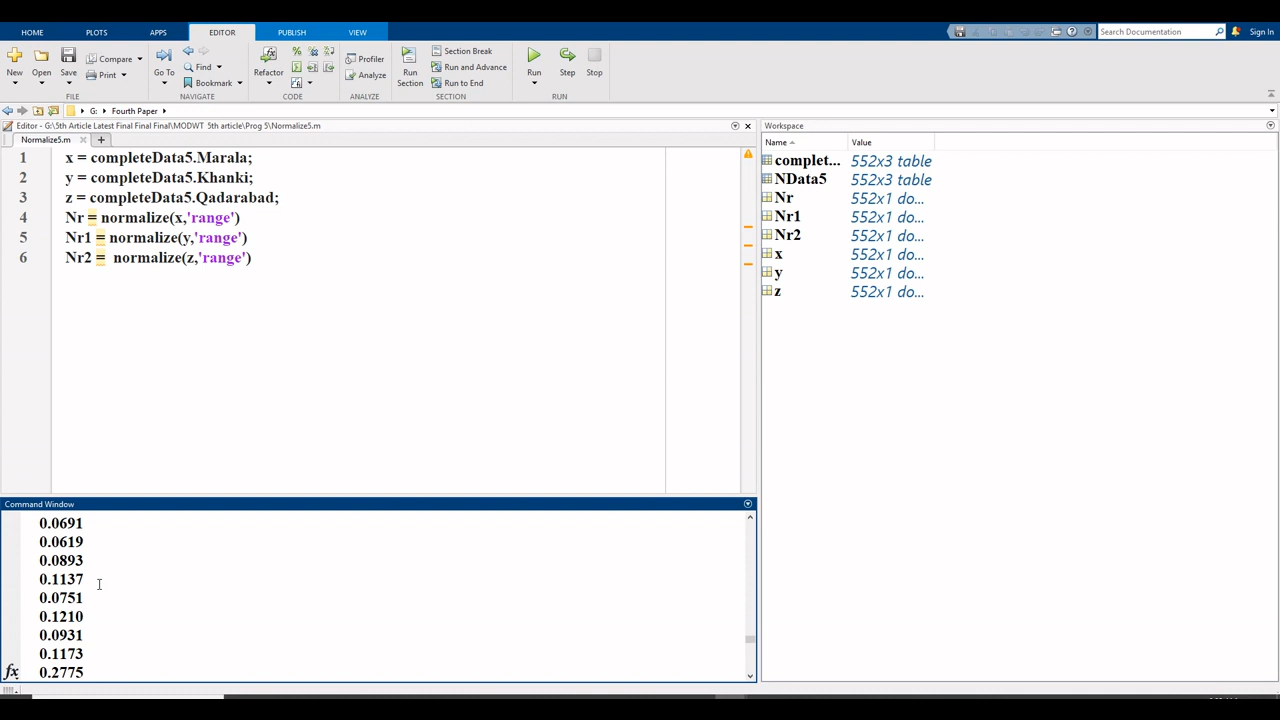 HOME PLOTS APPS EDITOR PUBLISH VIEW Search Documentation Sign In
New Open Save Compare Print Go To Find Bookmark Refactor Profiler Analyze Run Section Section Break Run and Advance Run to End Run Step Stop
FILE NAVIGATE CODE ANALYZE SECTION RUN
G: Fourth Paper
Editor - G:\5th Article Latest Final Final Final\MODWT 5th article\Prog 5\Normalize5.m
Normalize5.m
1 x = completeData5.Marala;
2 y = completeData5.Khanki;
3 z = completeData5.Qadarabad;
4 Nr = normalize(x,'range')
5 Nr1 = normalize(y,'range')
6 Nr2 = normalize(z,'range')
Workspace
Name Value
complet... 552x3 table
NData5 552x3 table
Nr 552x1 do...
Nr1 552x1 do...
Nr2 552x1 do...
x 552x1 do...
y 552x1 do...
z 552x1 do...
Command Window
0.0691
0.0619
0.0893
0.1137
0.0751
0.1210
0.0931
0.1173
fx 0.2775